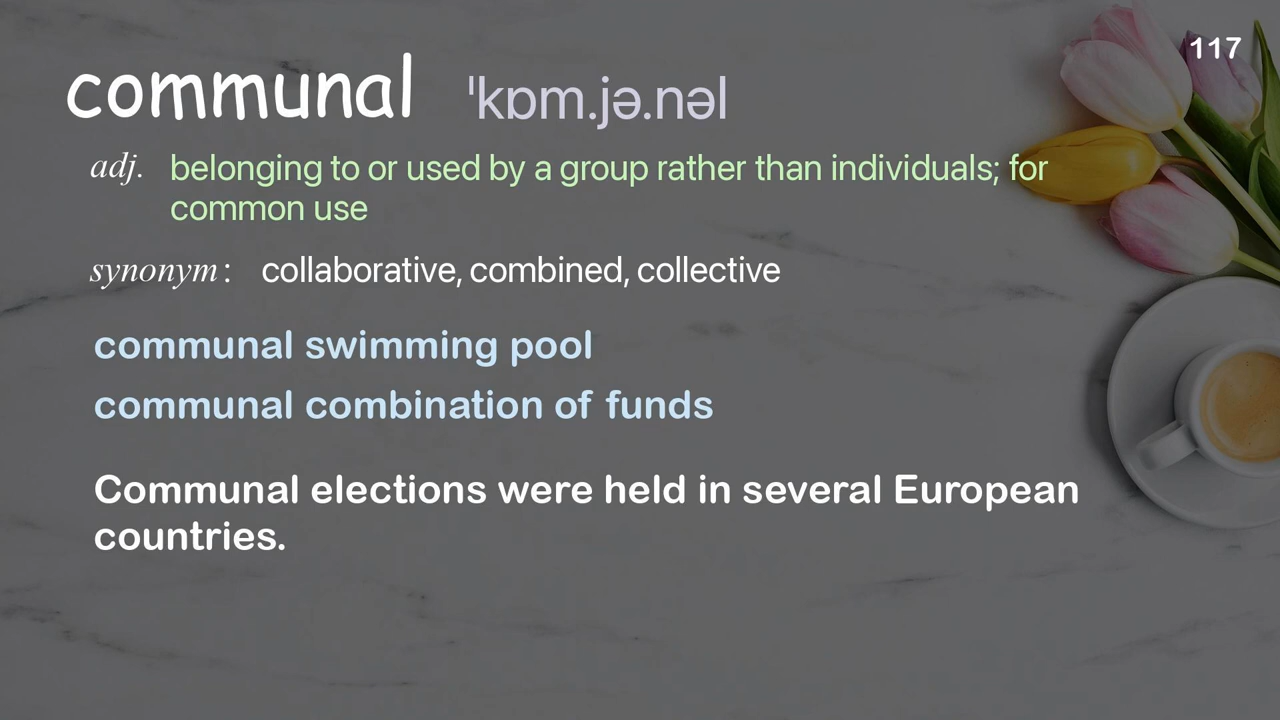 117
communal ˈkɒm.jə.nəl
adj. belonging to or used by a group rather than individuals; for
common use
synonym: collaborative, combined, collective
communal swimming pool
communal combination of funds
Communal elections were held in several European
countries.